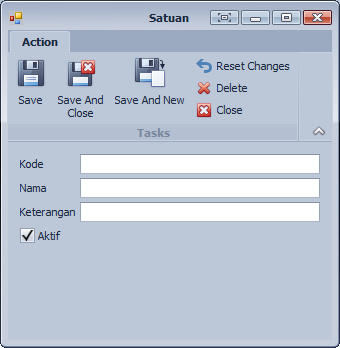 Satuan
Action
Save
Save And Close
Save And New
Reset Changes
Delete
Close
Tasks
Kode
Nama
Keterangan
Aktif